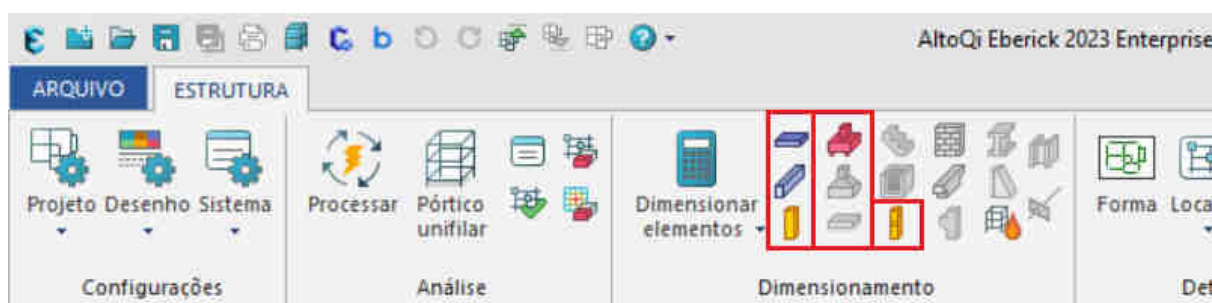 AltoQi Eberick 2023 Enterprise
ARQUIVO ESTRUTURA
Projeto Desenho Sistema Processar Pórtico unifilar Dimensionar elementos Forma
Configurações Análise Dimensionamento